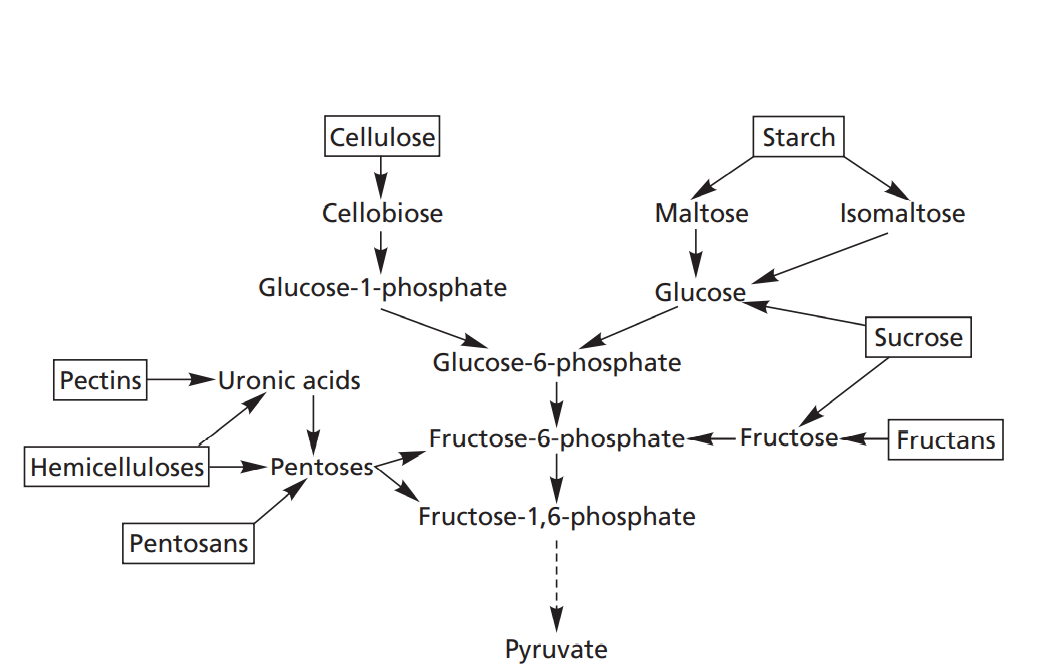 Cellulose
Starch
Cellobiose
Maltose
Isomaltose
Glucose-1-phosphate
Glucose
Sucrose
Glucose-6-phosphate
Pectins
Uronic acids
Fructose-6-phosphate
Fructose
Fructans
Hemicelluloses
Pentoses
Fructose-1,6-phosphate
Pentosans
Pyruvate